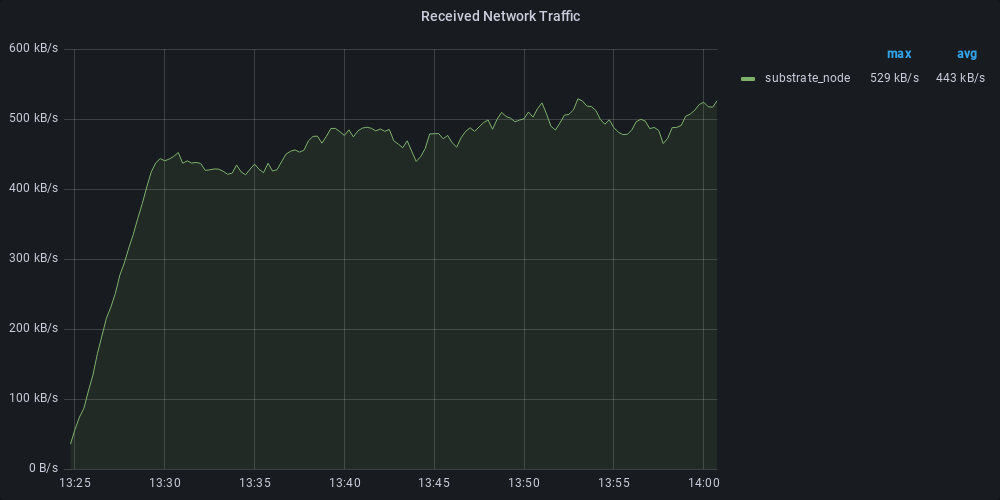 Received Network Traffic
600 kB/s
500 kB/s
400 kB/s
300 kB/s
200 kB/s
100 kB/s
0 B/s
13:25 13:30 13:35 13:40 13:45 13:50 13:55 14:00
max avg
substrate_node 529 kB/s 443 kB/s